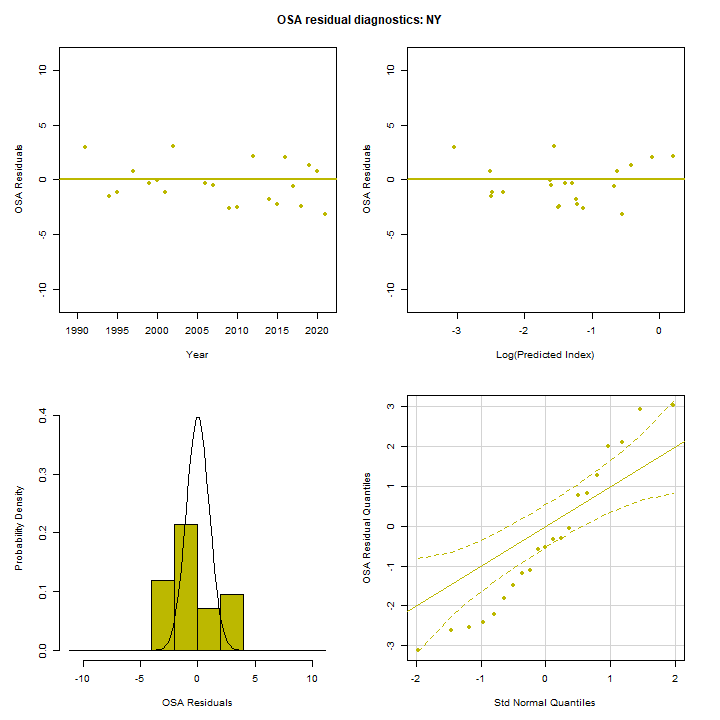 OSA residual diagnostics: NY
OSA Residuals
10
5
0
-5
-10
1990 1995 2000 2005 2010 2015 2020
Year
OSA Residuals
10
5
0
-5
-10
-3 -2 -1 0
Log(Predicted Index)
Probability Density
0.4
0.3
0.2
0.1
0.0
-10 -5 0 5 10
OSA Residuals
OSA Residual Quantiles
3
2
1
0
-1
-2
-3
-2 -1 0 1 2
Std Normal Quantiles